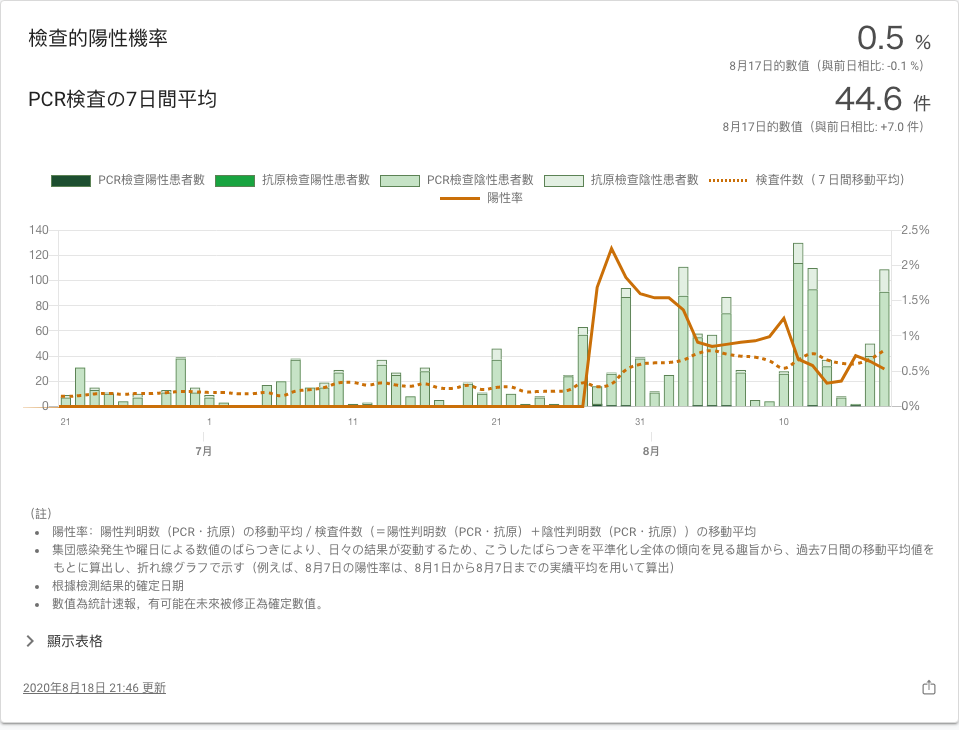 檢查的陽性機率
0.5 %
8月17日的數值（與前日相比: -0.1 %）
PCR検査の7日間平均
44.6 件
8月17日的數值（與前日相比: +7.0 件）
PCR檢查陽性患者數 抗原檢查陽性患者數 PCR檢查陰性患者數 抗原檢查陰性患者數 検査件数（７日間移動平均）
陽性率
140 2.5%
120
2%
100
80 1.5%
60 1%
40
0.5%
20
0 0%
21 1 11 21 31 10
7月 8月
（註）
• 陽性率：陽性判明数（PCR・抗原）の移動平均 / 検査件数（＝陽性判明数（PCR・抗原）＋陰性判明数（PCR・抗原））の移動平均
• 集団感染発生や曜日による数値のばらつきにより、日々の結果が変動するため、こうしたばらつきを平準化し全体の傾向を見る趣旨から、過去7日間の移動平均値を
もとに算出し、折れ線グラフで示す（例えば、8月7日の陽性率は、8月1日から8月7日までの実績平均を用いて算出）
• 根據檢測結果的確定日期
• 數值為統計速報，有可能在未來被修正為確定數值。
顯示表格
2020年8月18日 21:46 更新